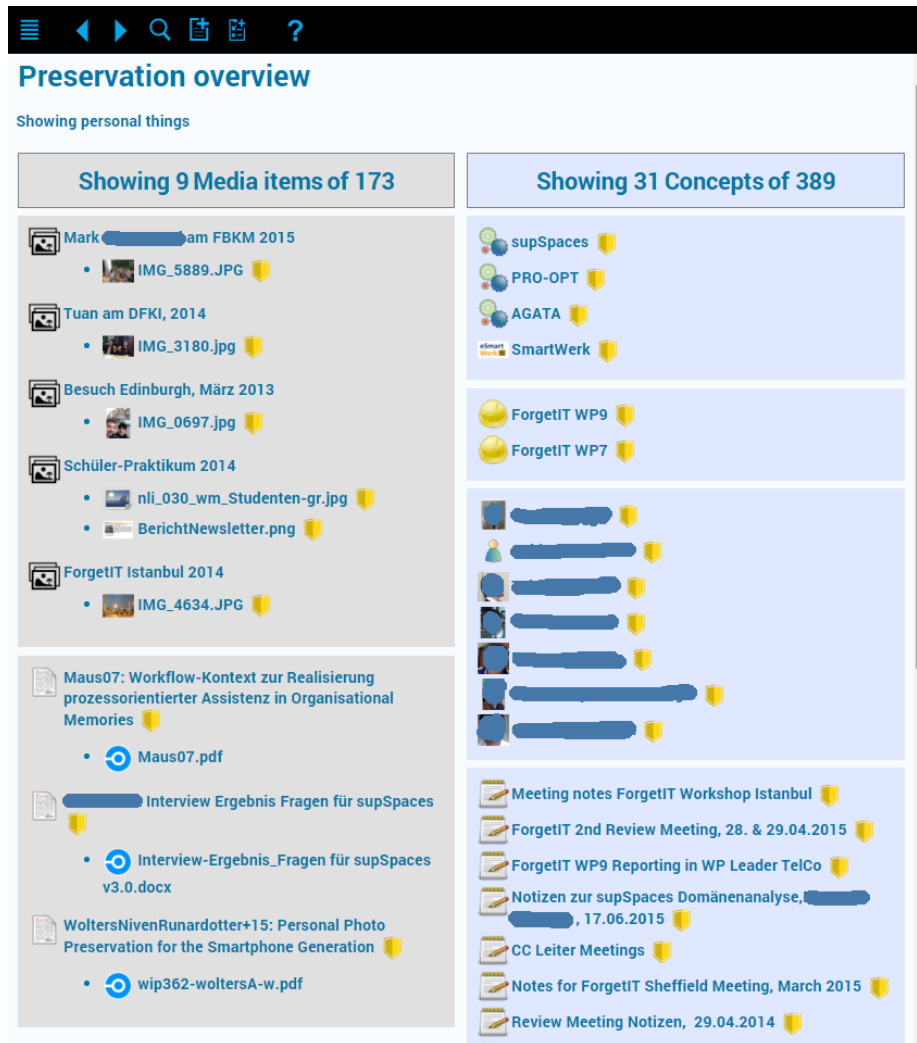 ?
Preservation overview
Showing personal things
Showing 9 Media items of 173
Mark am FBKM 2015
• IMG_5889.JPG
Tuan am DFKI, 2014
• IMG_3180.jpg
Besuch Edinburgh, März 2013
• IMG_0697.jpg
Schüler-Praktikum 2014
• nli_030_wm_Studenten-gr.jpg
• BerichtNewsletter.png
ForgetIT Istanbul 2014
• IMG_4634.JPG
Maus07: Workflow-Kontext zur Realisierung
prozessorientierter Assistenz in Organisational
Memories
• Maus07.pdf
Interview Ergebnis Fragen für supSpaces
• Interview-Ergebnis_Fragen für supSpaces
v3.0.docx
WoltersNivenRunardotter+15: Personal Photo
Preservation for the Smartphone Generation
• wip362-woltersA-w.pdf
Showing 31 Concepts of 389
supSpaces
PRO-OPT
AGATA
eSmart
Werk
SmartWerk
ForgetIT WP9
ForgetIT WP7
Meeting notes ForgetIT Workshop Istanbul
ForgetIT 2nd Review Meeting, 28. & 29.04.2015
ForgetIT WP9 Reporting in WP Leader TelCo
Notizen zur supSpaces Domänenanalyse,
, 17.06.2015
CC Leiter Meetings
Notes for ForgetIT Sheffield Meeting, March 2015
Review Meeting Notizen, 29.04.2014